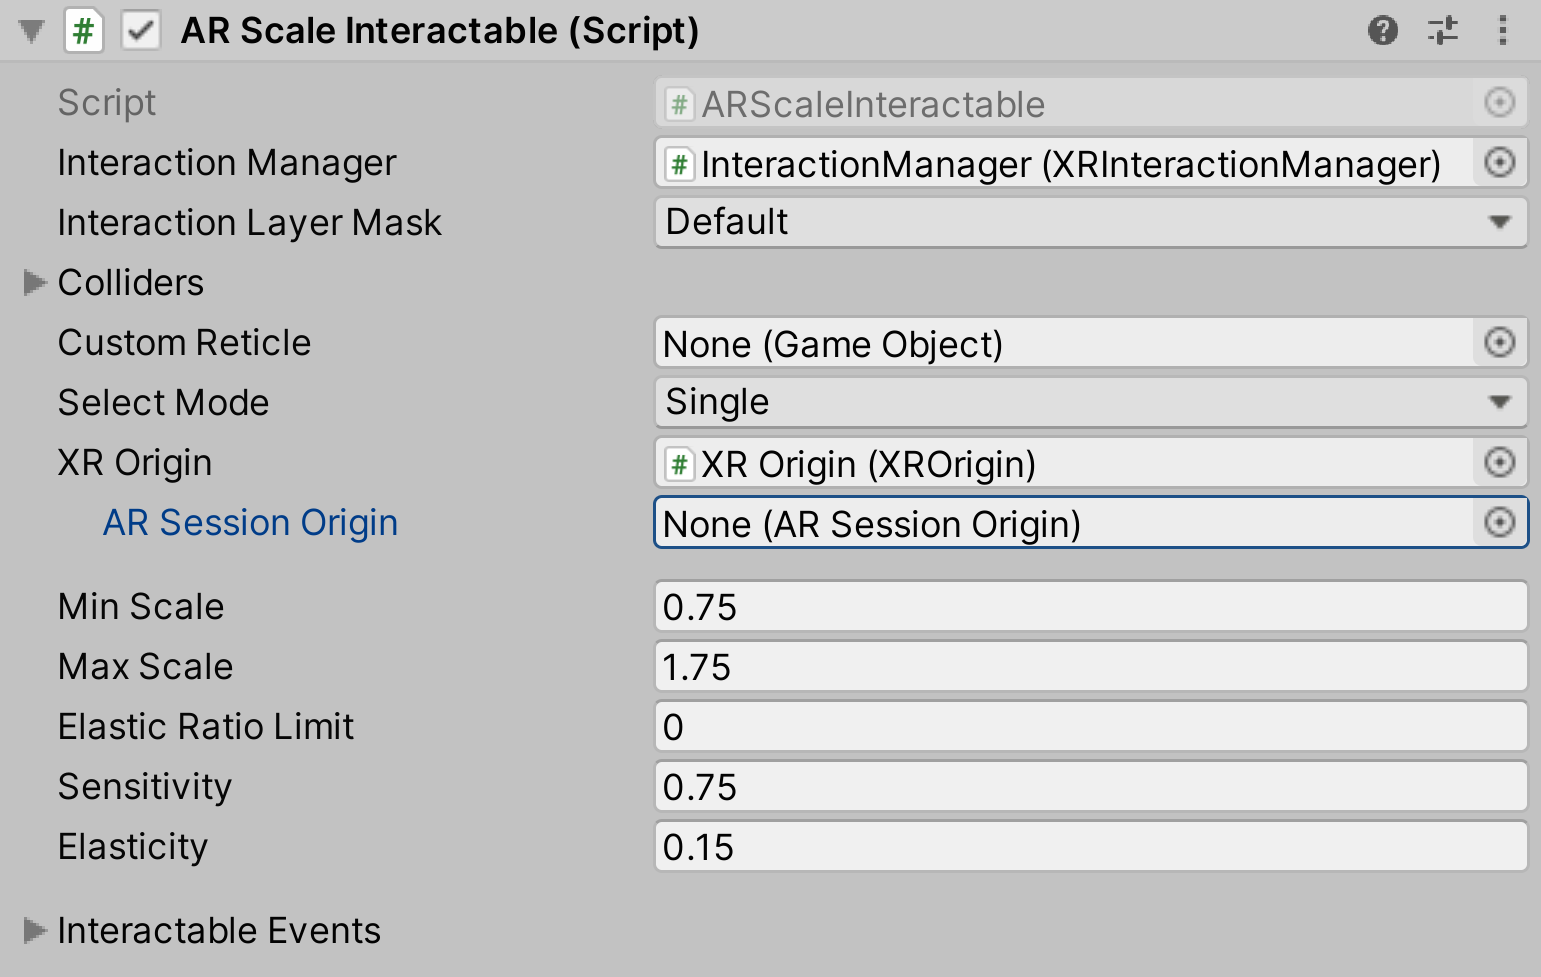 # AR Scale Interactable (Script) ?
Script # ARScaleInteractable
Interaction Manager # InteractionManager (XRInteractionManager)
Interaction Layer Mask Default
Colliders
Custom Reticle None (Game Object)
Select Mode Single
XR Origin # XR Origin (XROrigin)
AR Session Origin None (AR Session Origin)
Min Scale 0.75
Max Scale 1.75
Elastic Ratio Limit 0
Sensitivity 0.75
Elasticity 0.15
Interactable Events